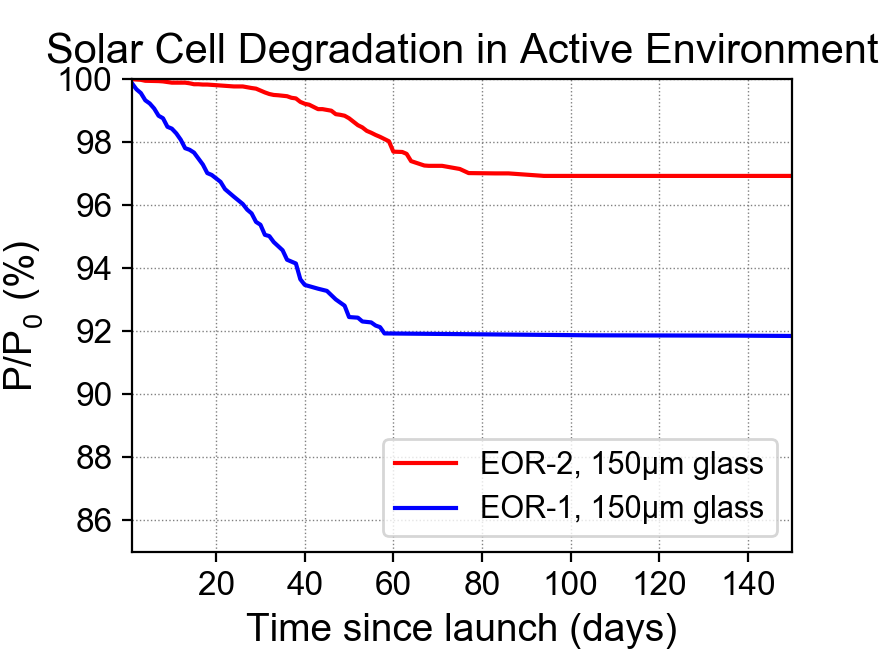 Solar Cell Degradation in Active Environment
P/P0 (%)
100
98
96
94
92
90
88
86
EOR-2, 150μm glass
EOR-1, 150μm glass
20 40 60 80 100 120 140
Time since launch (days)